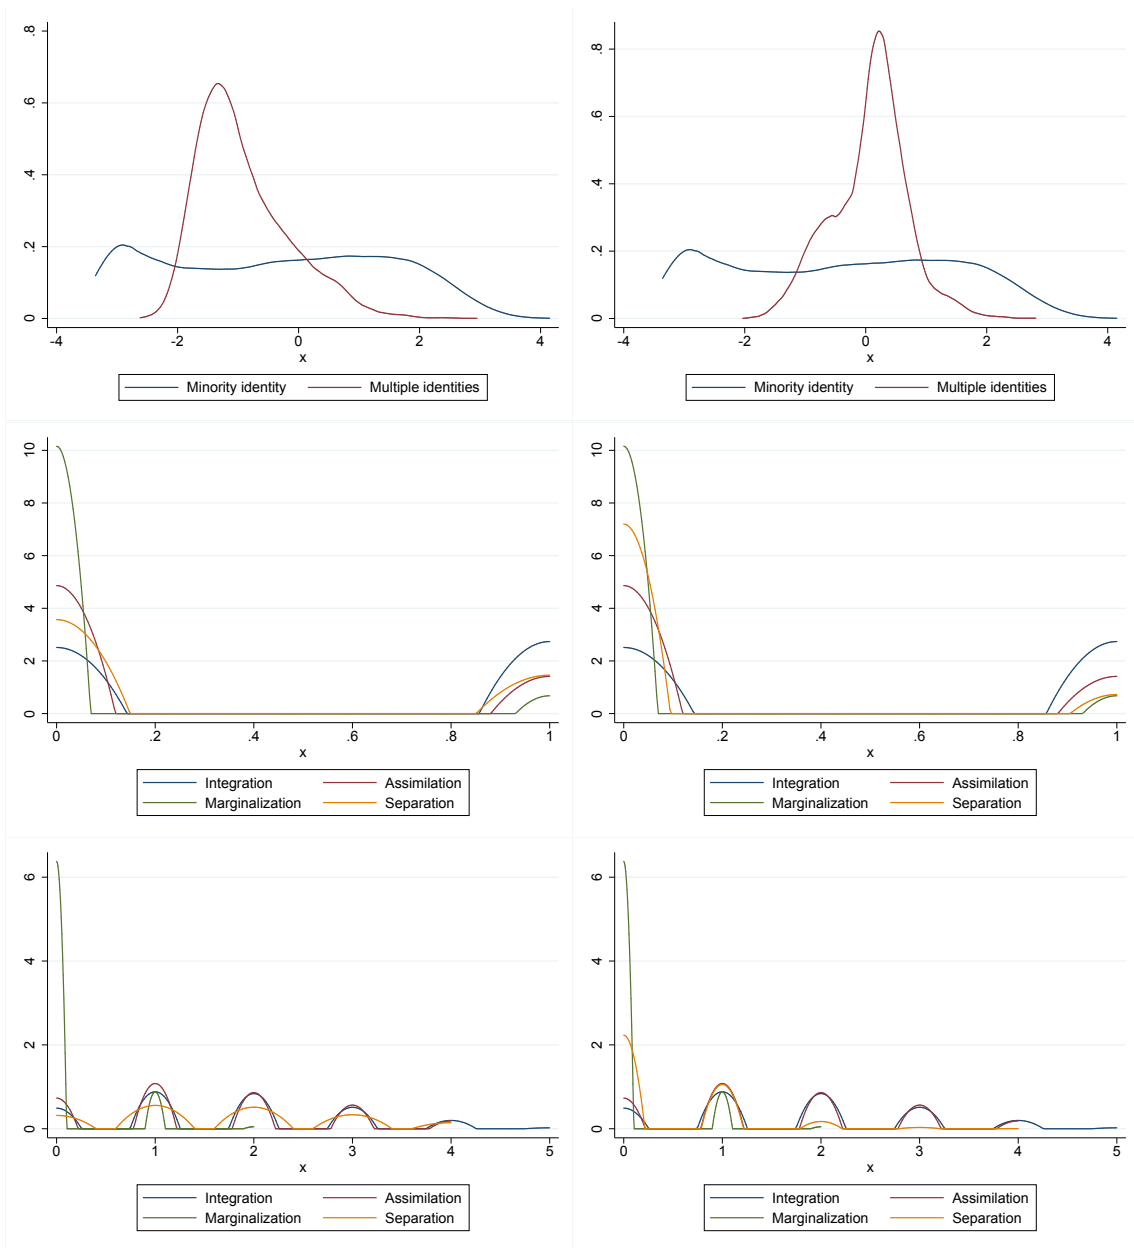 .8
.6
.4
.2
0
-4 -2 0 2 4
x
Minority identity Multiple identities
.8
.6
.4
.2
0
-4 -2 0 2 4
x
Minority identity Multiple identities
10
8
6
4
2
0
0 .2 .4 .6 .8 1
x
Integration Assimilation
Marginalization Separation
10
8
6
4
2
0
0 .2 .4 .6 .8 1
x
Integration Assimilation
Marginalization Separation
6
4
2
0
0 1 2 3 4 5
x
Integration Assimilation
Marginalization Separation
6
4
2
0
0 1 2 3 4 5
x
Integration Assimilation
Marginalization Separation